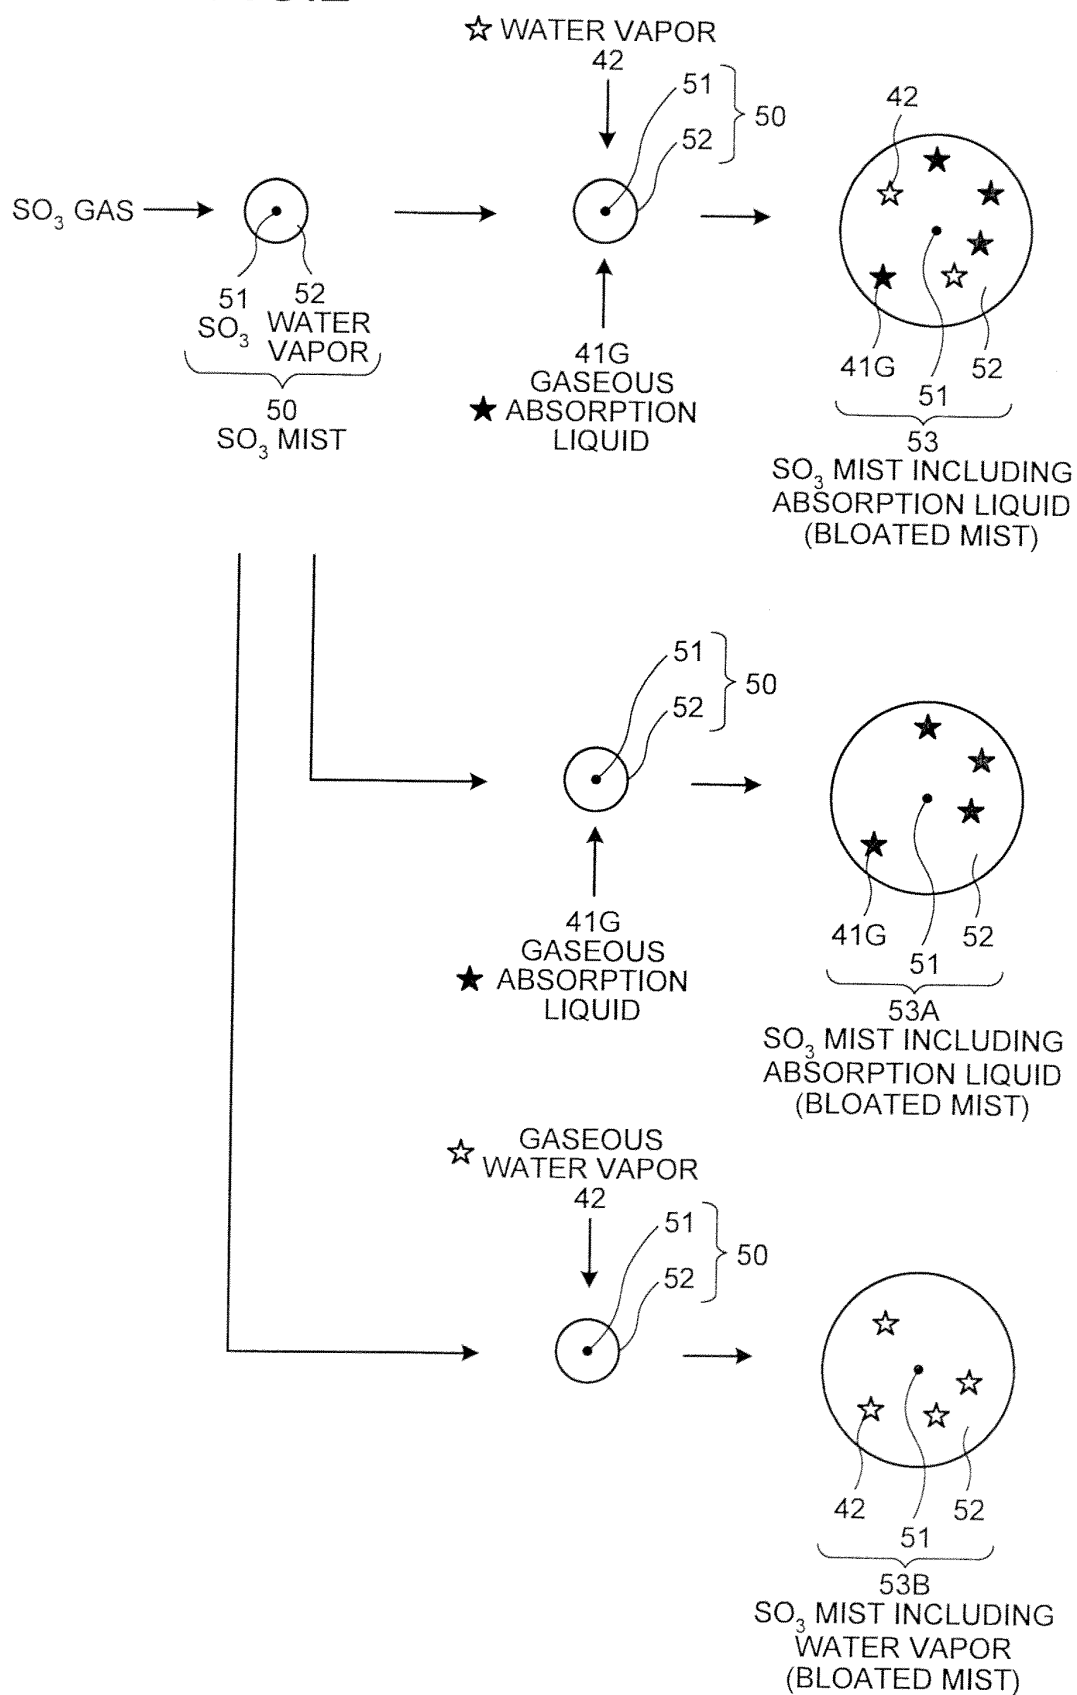 ☆ WATER VAPOR
42
51
52
50
42
SO₃ GAS
51
SO₃
52
WATER
VAPOR
50
SO₃ MIST
41G
GASEOUS
★ ABSORPTION
LIQUID
41G
51
52
53
SO₃ MIST INCLUDING
ABSORPTION LIQUID
(BLOATED MIST)
51
52
50
41G
GASEOUS
★ ABSORPTION
LIQUID
41G
51
52
53A
SO₃ MIST INCLUDING
ABSORPTION LIQUID
(BLOATED MIST)
☆ GASEOUS
WATER VAPOR
42
51
52
50
42
51
52
53B
SO₃ MIST INCLUDING
WATER VAPOR
(BLOATED MIST)